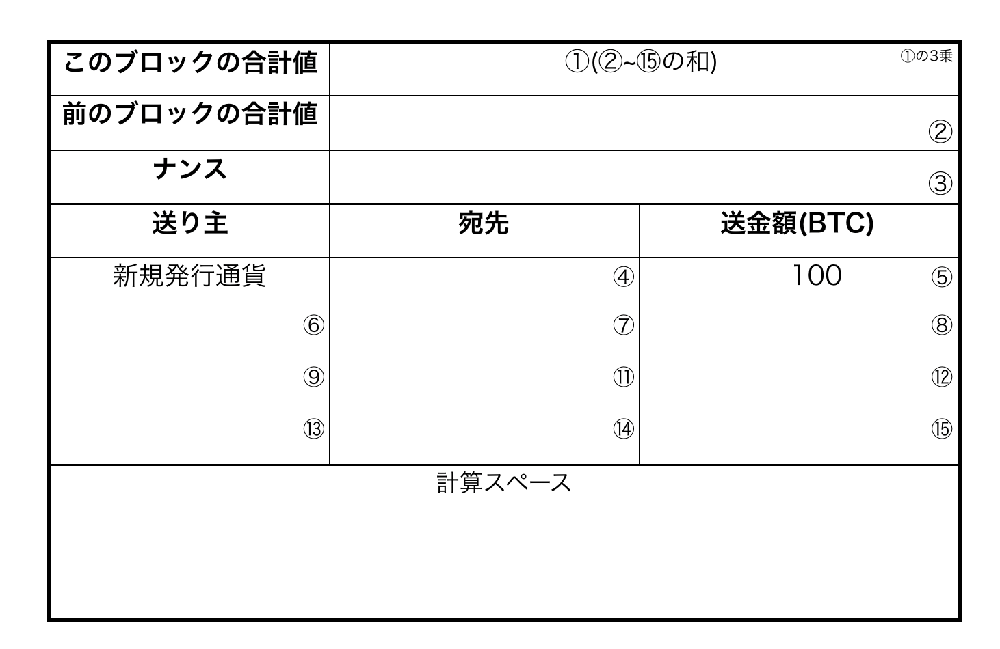 このブロックの合計値 ①(②~⑮の和) ①の3乗
前のブロックの合計値 ②
ナンス ③
送り主 宛先 送金額(BTC)
新規発行通貨 ④ 100 ⑤
⑥ ⑦ ⑧
⑨ ⑪ ⑫
⑬ ⑭ ⑮
計算スペース